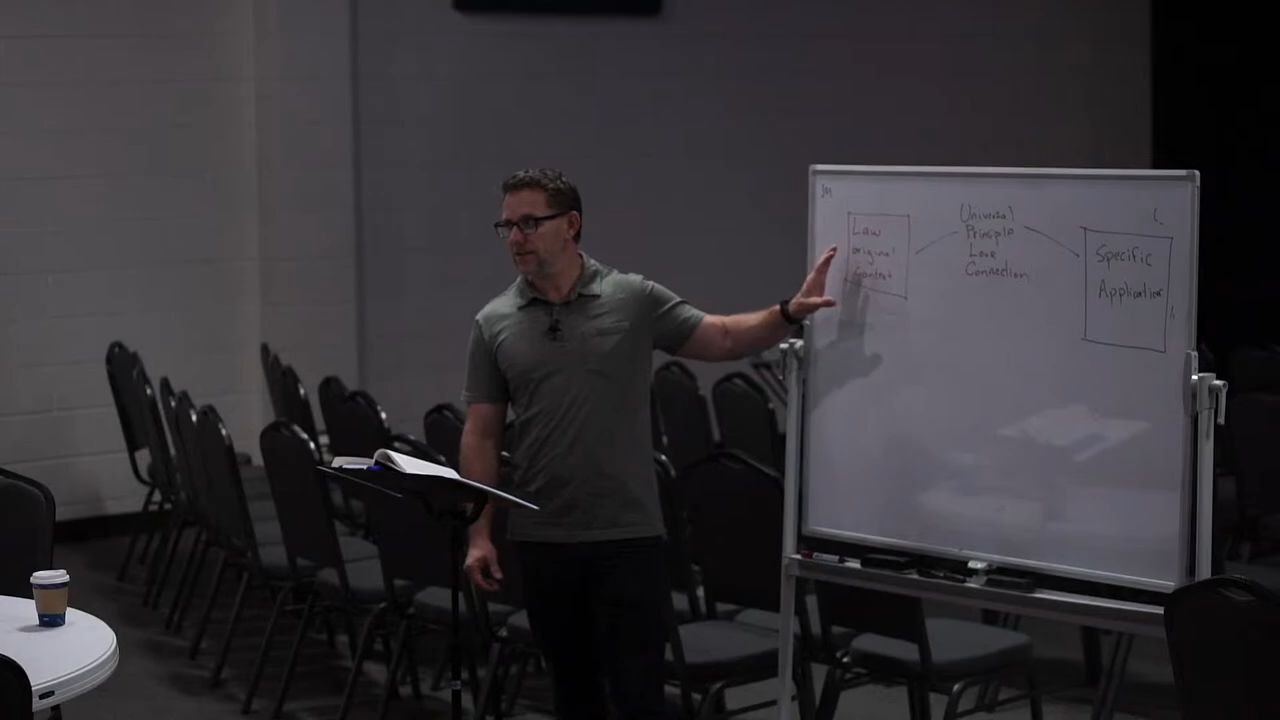 Law
original
Context
Universal
Principle
Love
Connection
Specific
Application